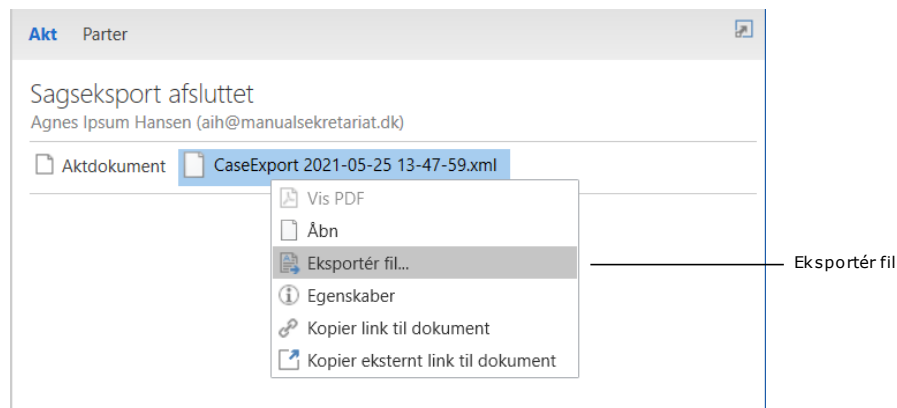 Akt Parter
Sagseksport afsluttet
Agnes Ipsum Hansen (aih@manualsekretariat.dk)
Aktdokument CaseExport 2021-05-25 13-47-59.xml
Vis PDF
Åbn
Eksportér fil... Eksportér fil
Egenskaber
Kopier link til dokument
Kopier eksternt link til dokument